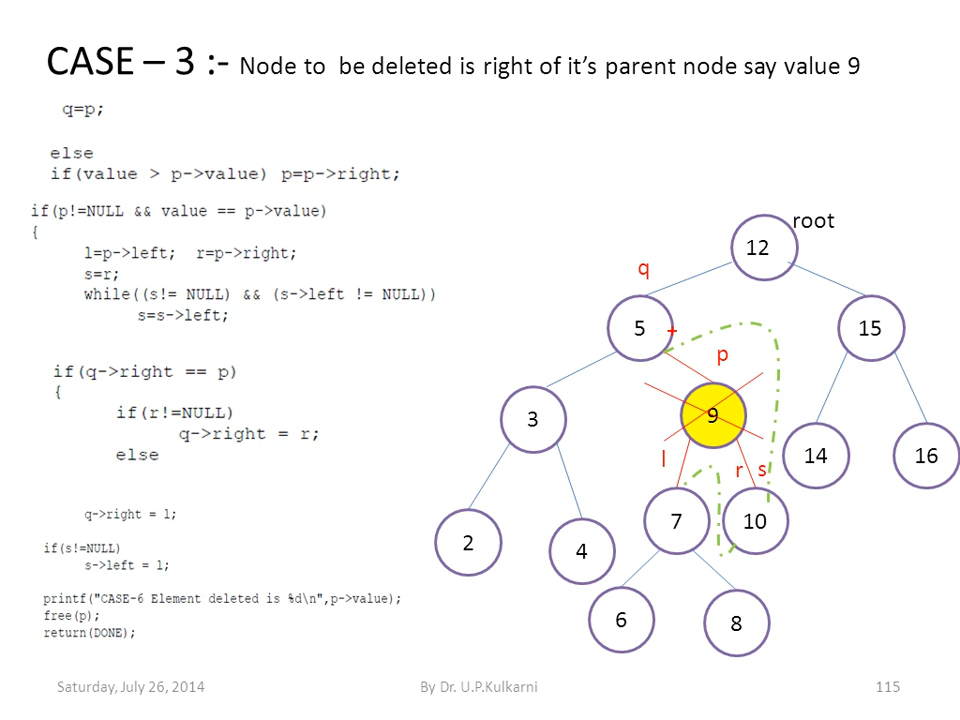 CASE – 3 :- Node to be deleted is right of it’s parent node say value 9
q=p;
else
if(value > p->value) p=p->right;
if(p!=NULL && value == p->value)
{
l=p->left; r=p->right;
s=r;
while((s!= NULL) && (s->left != NULL))
s=s->left;
if(q->right == p)
{
if(r!=NULL)
q->right = r;
else
q->right = l;
if(s!=NULL)
s->left = l;
printf("CASE-6 Element deleted is %d\n",p->value);
free(p);
return(DONE);
root
12
q
5
+
15
p
3
9
14
16
l
r
s
7
10
2
4
6
8
Saturday, July 26, 2014
By Dr. U.P.Kulkarni
115